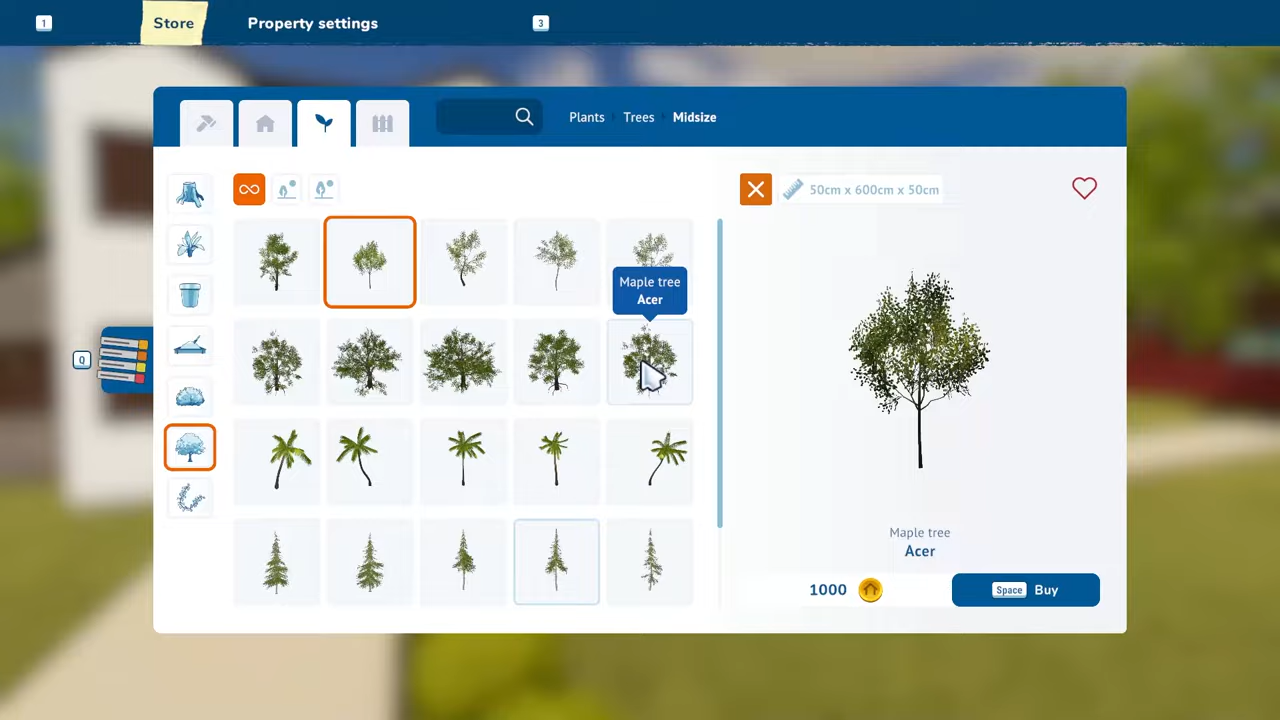 1
Store
Property settings
3
Plants
Trees
Midsize
50cm x 600cm x 50cm
Maple tree
Acer
Q
Maple tree
Acer
1000
Space
Buy